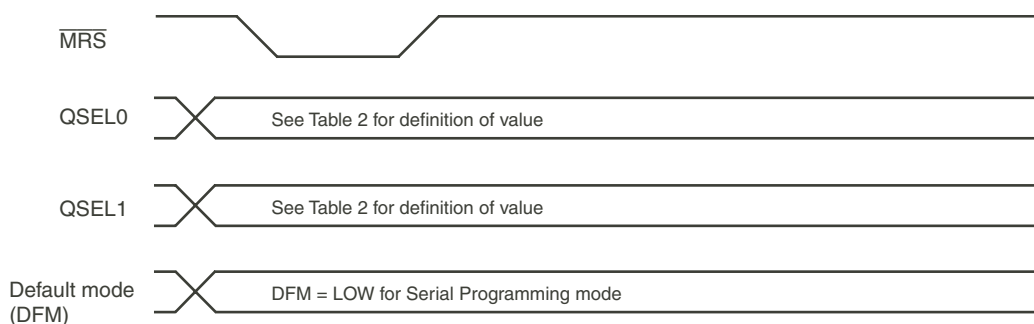 MRS
QSEL0
See Table 2 for definition of value
QSEL1
See Table 2 for definition of value
Default mode
(DFM)
DFM = LOW for Serial Programming mode